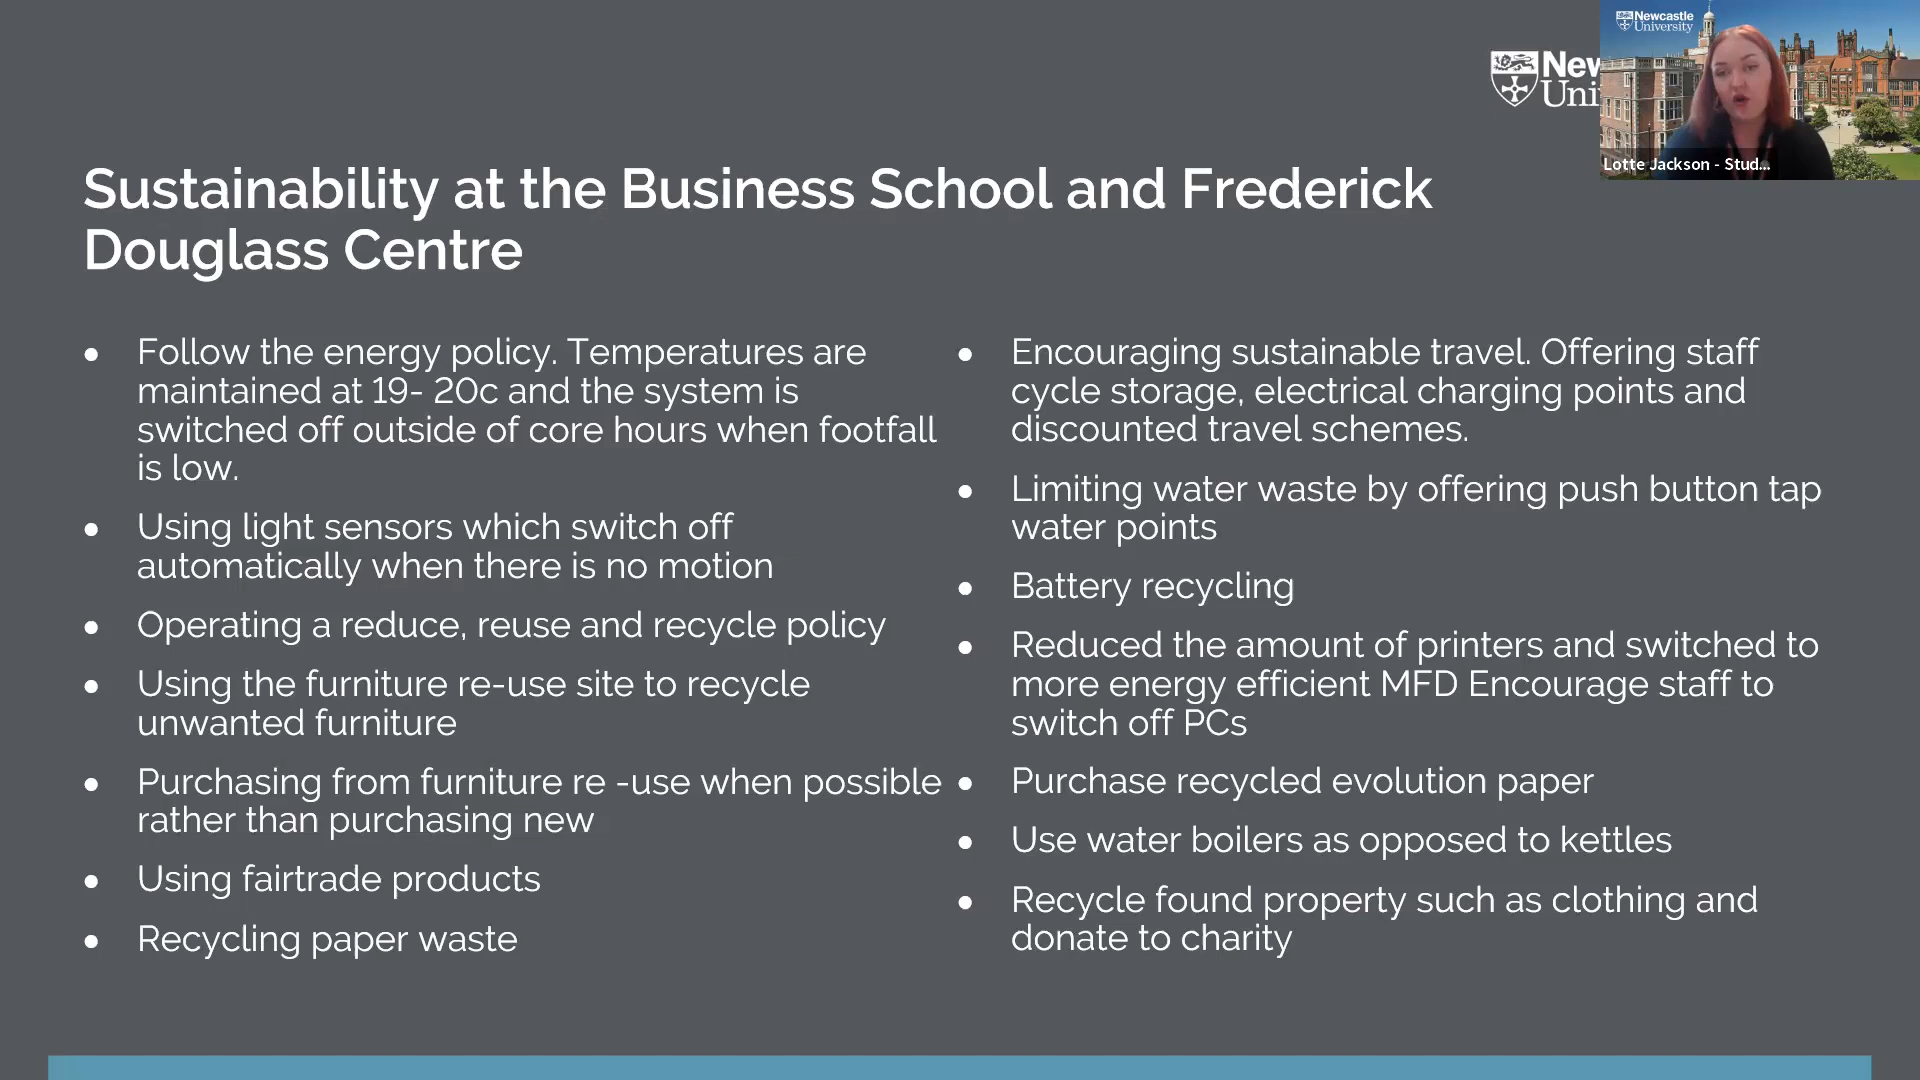 Newcastle
University
New
Uni
Lotte Jackson - Stud...
Sustainability at the Business School and Frederick
Douglass Centre
Follow the energy policy. Temperatures are
maintained at 19- 20c and the system is
switched off outside of core hours when footfall
is low.
Using light sensors which switch off
automatically when there is no motion
Operating a reduce, reuse and recycle policy
Using the furniture re-use site to recycle
unwanted furniture
Purchasing from furniture re -use when possible
rather than purchasing new
Using fairtrade products
Recycling paper waste
Encouraging sustainable travel. Offering staff
cycle storage, electrical charging points and
discounted travel schemes.
Limiting water waste by offering push button tap
water points
Battery recycling
Reduced the amount of printers and switched to
more energy efficient MFD Encourage staff to
switch off PCs
Purchase recycled evolution paper
Use water boilers as opposed to kettles
Recycle found property such as clothing and
donate to charity